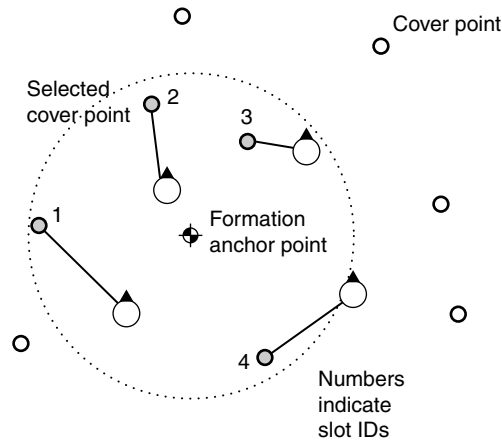 Cover point
Selected
cover point
2
3
1
Formation
anchor point
4
Numbers
indicate
slot IDs